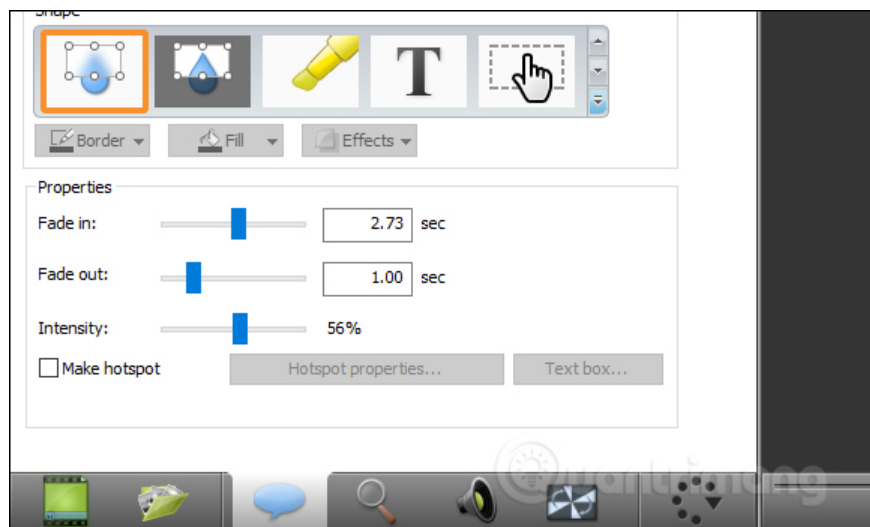 Shape
T
Border
Fill
Effects
Properties
Fade in:
2.73 sec
Fade out:
1.00 sec
Intensity:
56%
Make hotspot
Hotspot properties...
Text box...
uantrimang